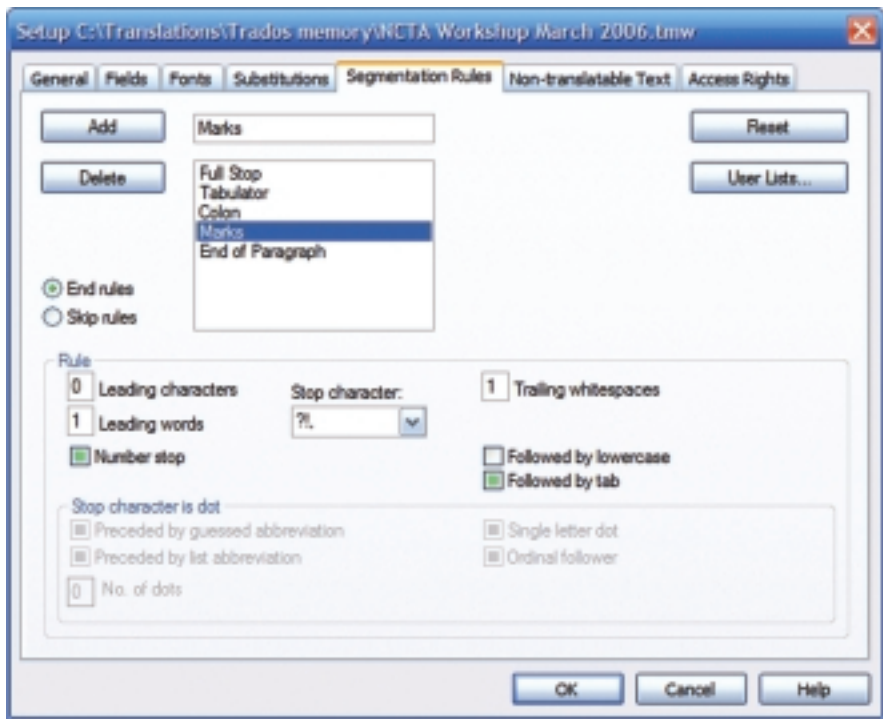 Setup C:\Translations\Trados memory\NCTA Workshop March 2006.tmw
General Fields Fonts Substitutions Segmentation Rules Non-translatable Text Access Rights
Add Marks Reset
Delete User Lists...
Full Stop
Tabulator
Colon
Marks
End of Paragraph
End rules
Skip rules
Rule
0 Leading characters Stop character: 1 Trailing whitespaces
1 Leading words ?!.
Number stop Followed by lowercase
Followed by tab
Stop character is dot
Preceded by guessed abbreviation Single letter dot
Preceded by list abbreviation Ordinal follower
0 No. of dots
OK Cancel Help